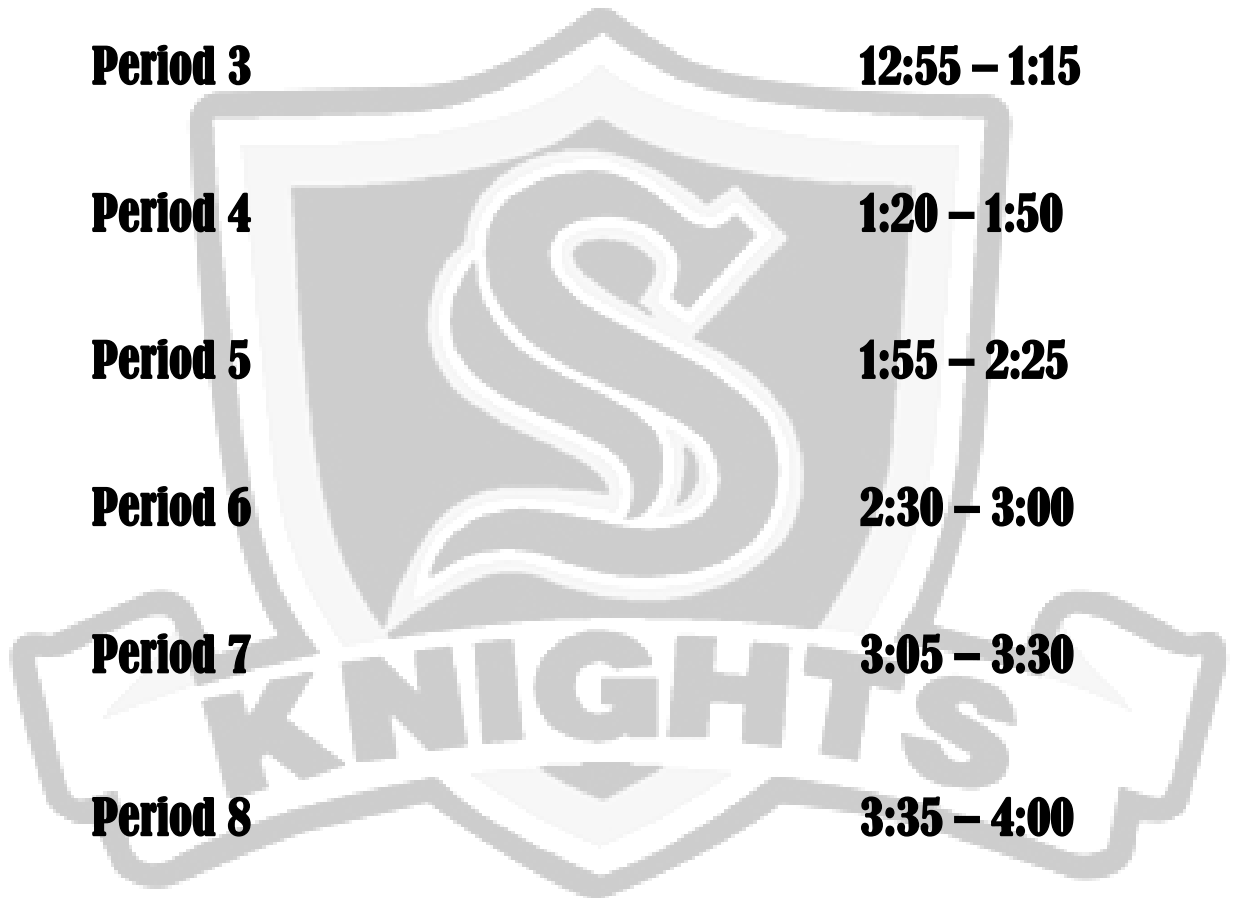 Period 3 12:55 – 1:15
Period 4 1:20 – 1:50
Period 5 1:55 – 2:25
Period 6 2:30 – 3:00
Period 7 3:05 – 3:30
KNIGHTS
Period 8 3:35 – 4:00